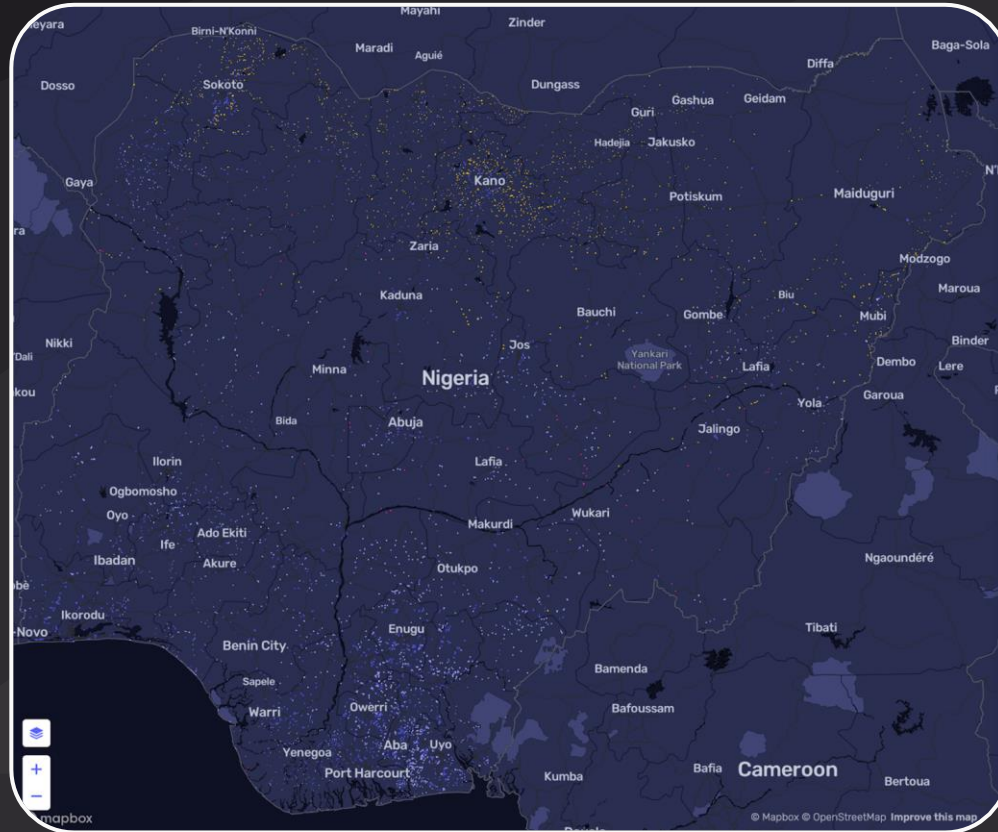 Mayahi
Zinder
Birni-N'Konni
Maradi
Aguié
Baga-Sola
Diffa
Dosso
Sokoto
Dungass
Guri
Gashua
Geidam
Hadejia
Jakusko
Gaya
Kano
Potiskum
Maiduguri
Zaria
Modzogo
Kaduna
Biu
Maroua
Bauchi
Gombe
Mubi
Nikki
Jos
Binder
Yankari
National Park
Minna
Nigeria
Lafia
Dembo
Lere
Garoua
Yola
Bida
Abuja
Jalingo
Ilorin
Lafia
Ogbomosho
Oyo
Wukari
Makurdi
Ado Ekiti
Ife
Ibadan
Akure
Otukpo
Ngaoundéré
Ikorodu
Enugu
Tibati
-Novo
Benin City
Bamenda
Sapele
Owerri
Bafoussam
Warri
Aba
Uyo
Yenegoa
Port Harcourt
Kumba
Bafia
Cameroon
Bertoua
+
−
mapbox
© Mapbox © OpenStreetMap Improve this map